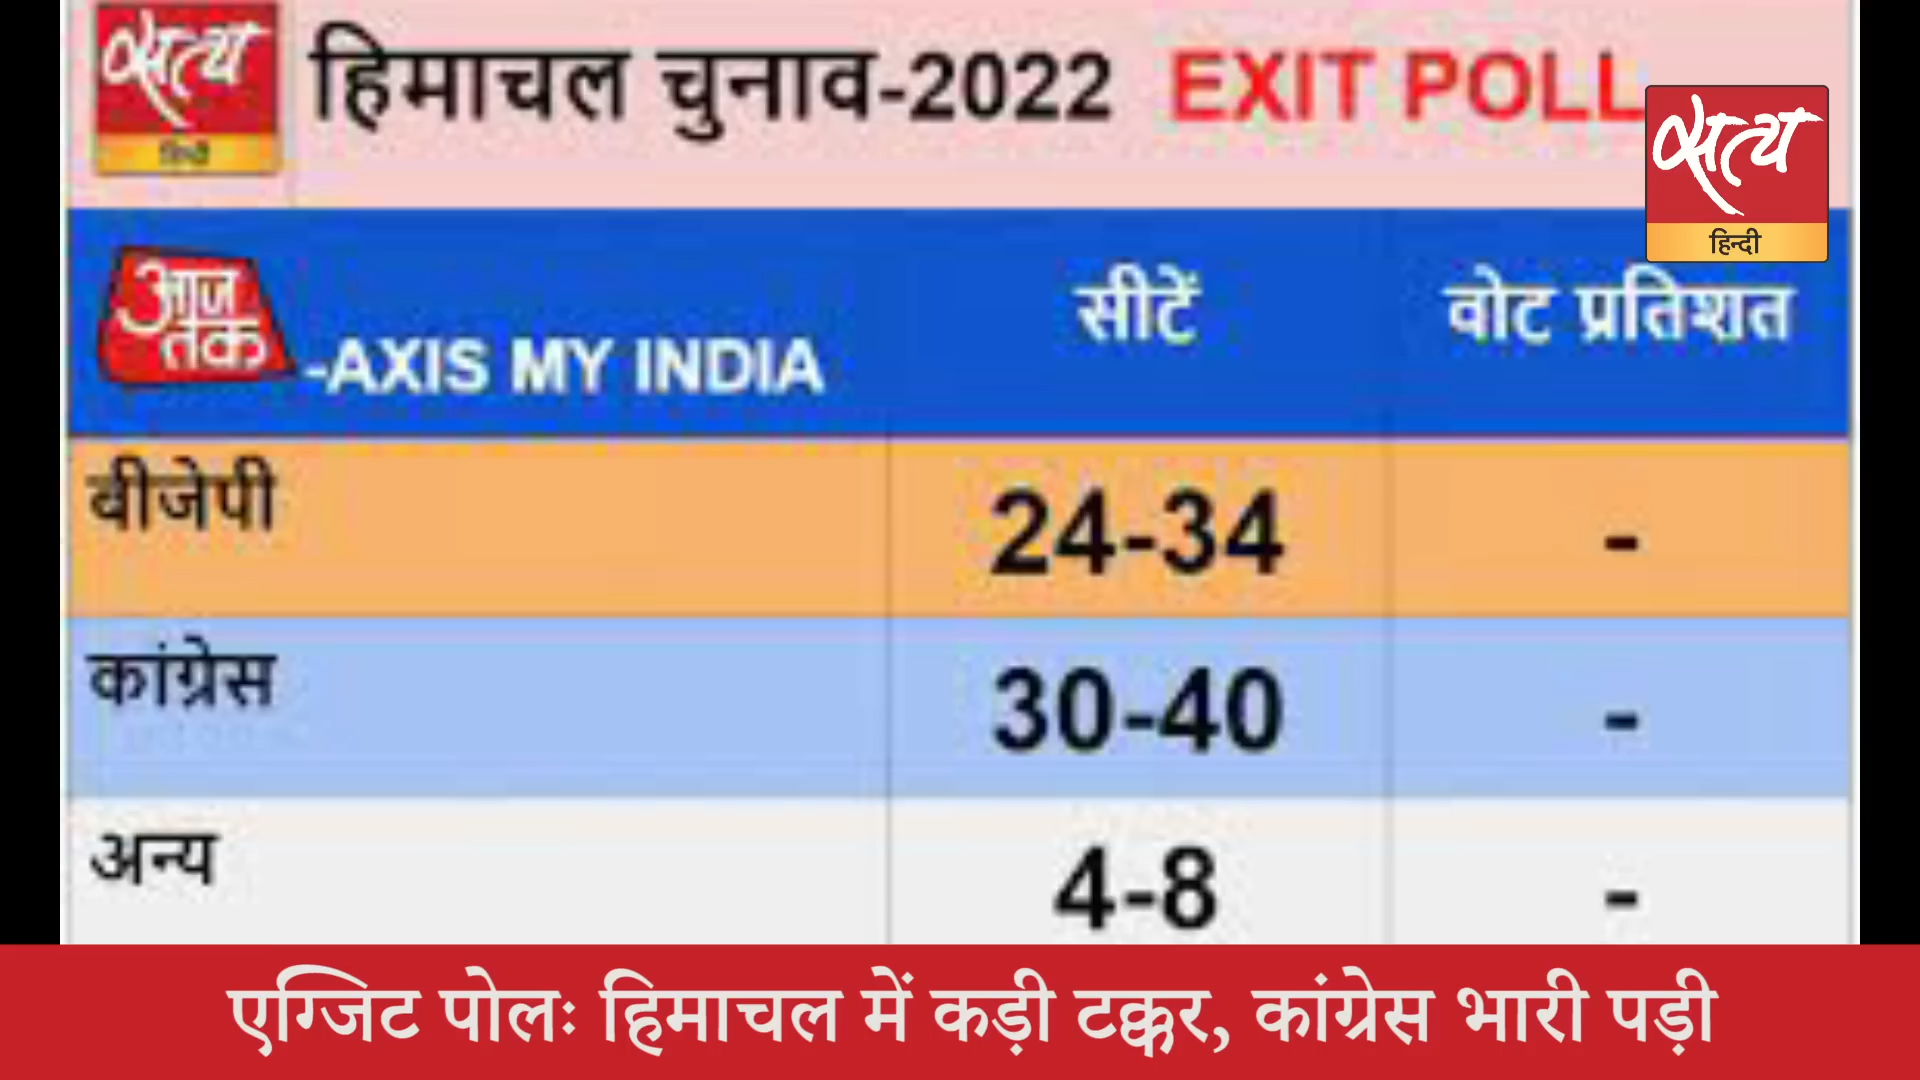 सत्य
हिन्दी
हिमाचल चुनाव-2022 EXIT POLL
सत्य
हिन्दी
आज
तक
-AXIS MY INDIA सीटें वोट प्रतिशत
बीजेपी 24-34 -
कांग्रेस 30-40 -
अन्य 4-8 -
एग्जिट पोलः हिमाचल में कड़ी टक्कर, कांग्रेस भारी पड़ी